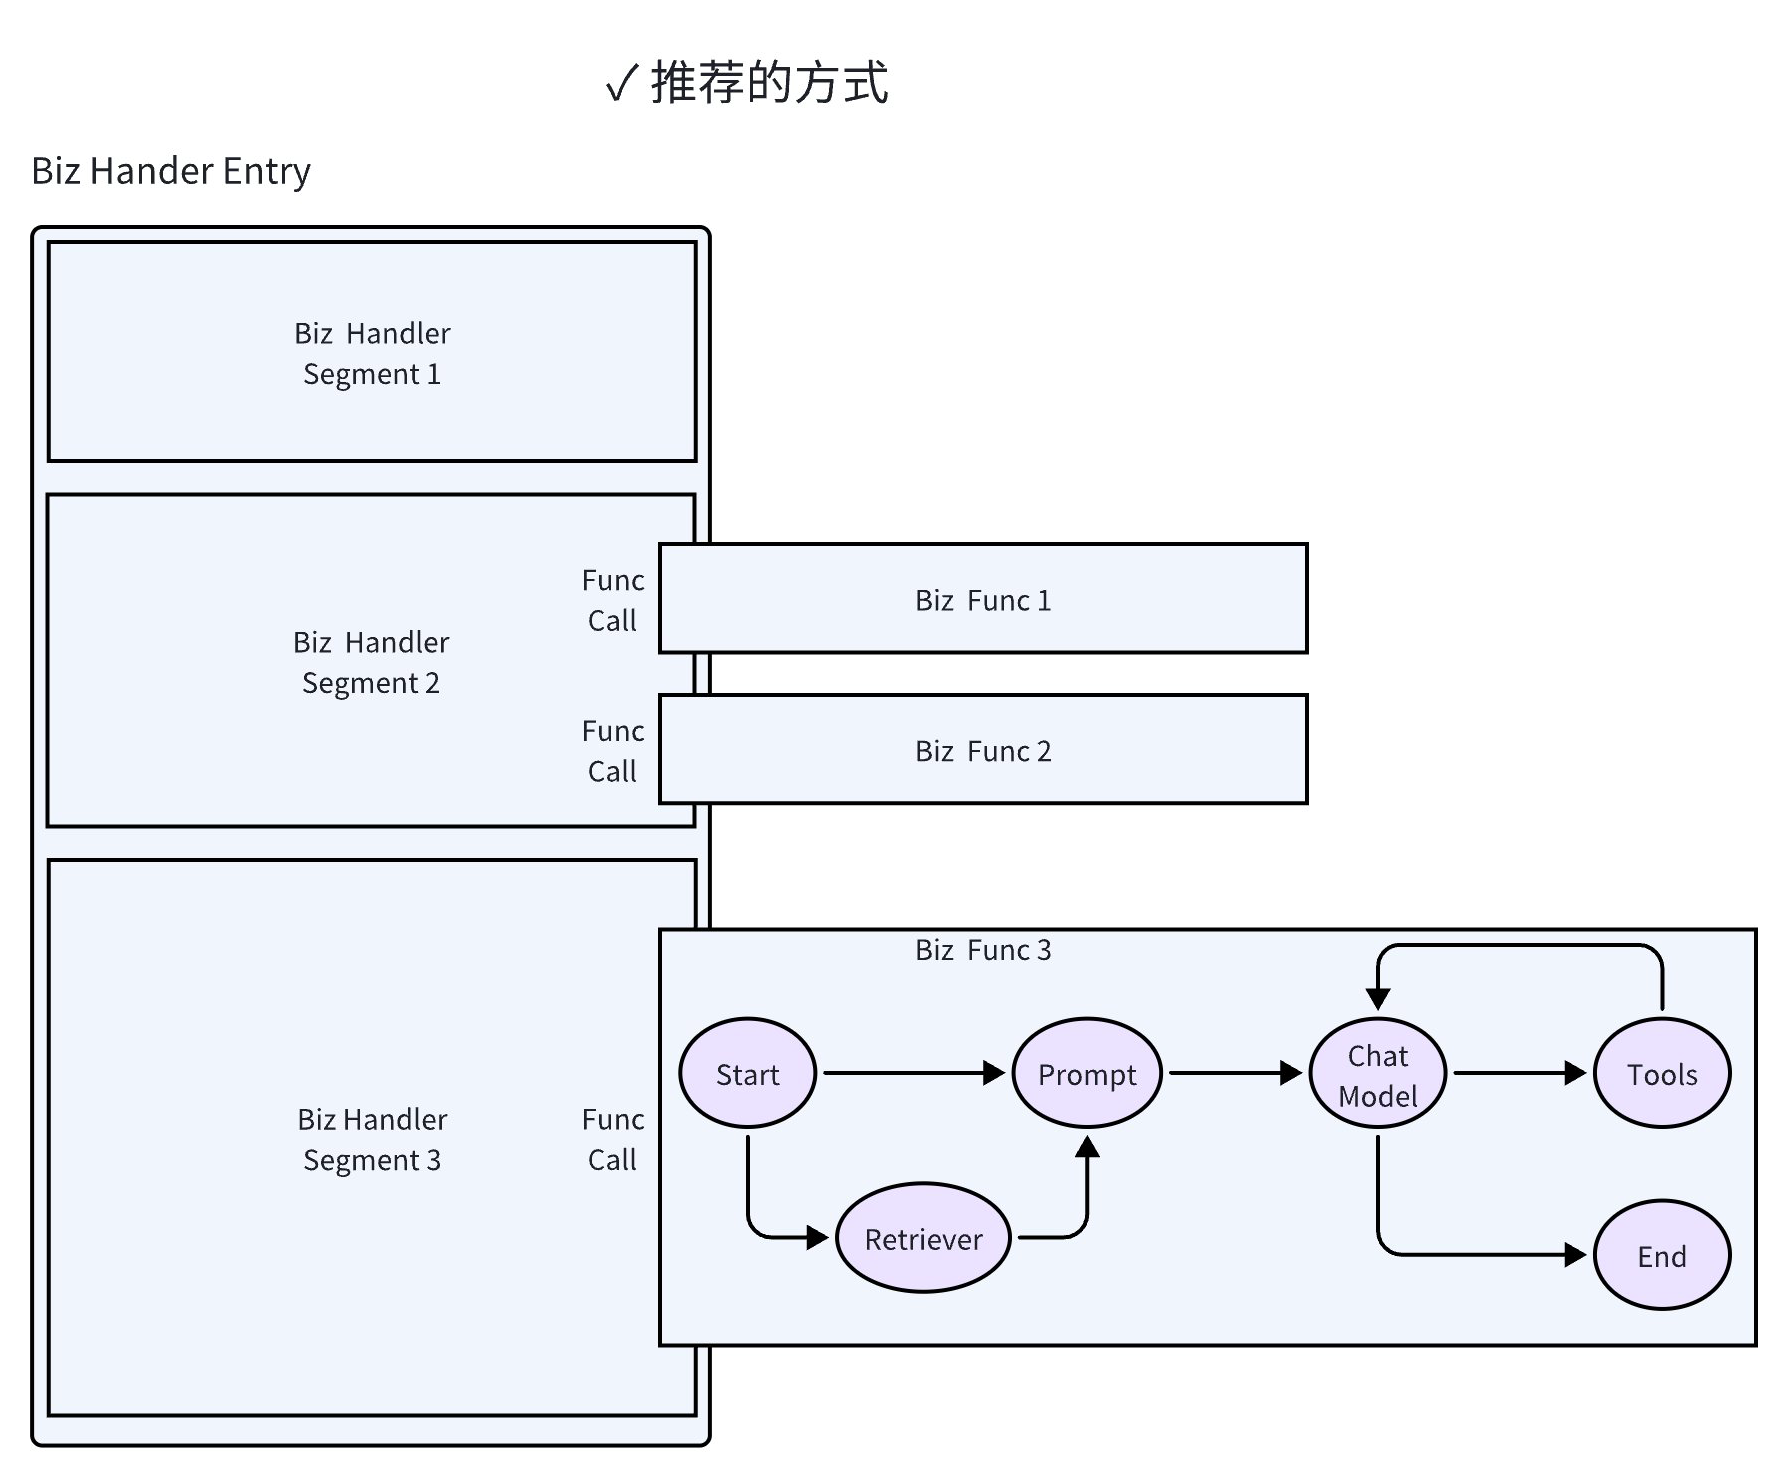 ✓ 推荐的方式
Biz Hander Entry
Biz Handler
Segment 1
Biz Handler
Segment 2
Func
Call
Biz Func 1
Func
Call
Biz Func 2
Biz Handler
Segment 3
Func
Call
Biz Func 3
Start
Prompt
Chat
Model
Tools
Retriever
End